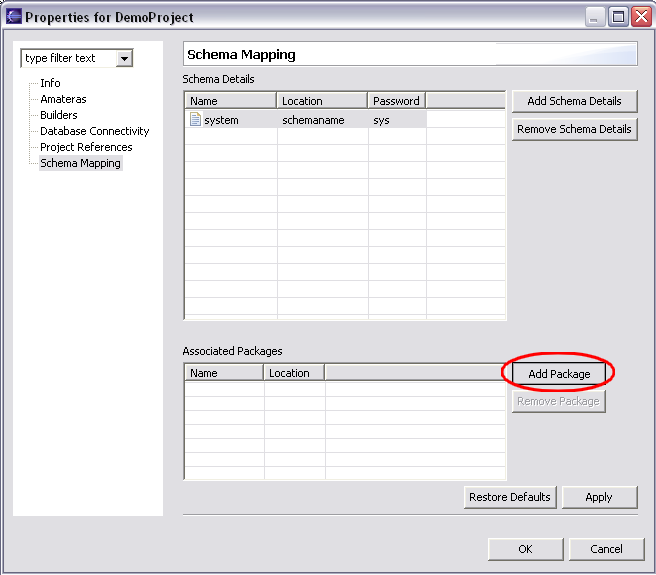 Properties for DemoProject
type filter text
Info
Amateras
Builders
Database Connectivity
Project References
Schema Mapping
Schema Mapping
Schema Details
Name Location Password
system schemaname sys
Add Schema Details
Remove Schema Details
Associated Packages
Name Location
Add Package
Remove Package
Restore Defaults Apply
OK Cancel